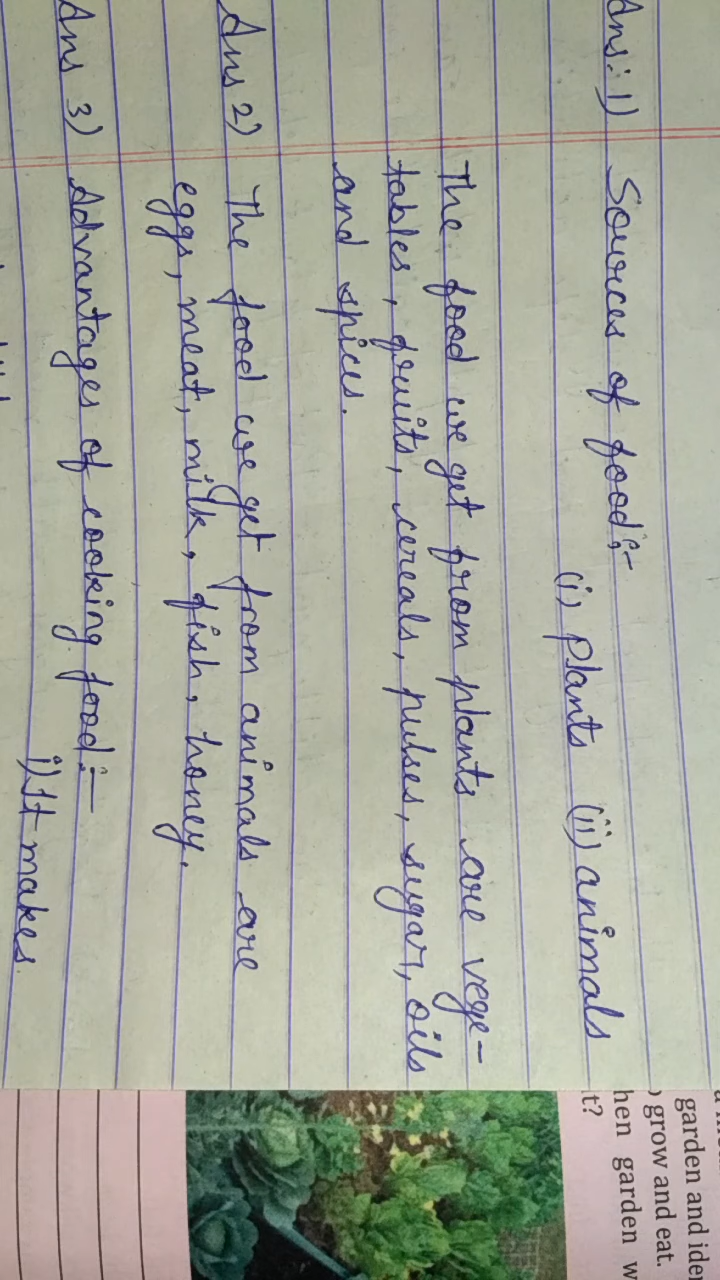 Ans:1) Sources of food:-
(i) Plants (ii) animals
The food we get from plants are vege-
tables, fruits, cereals, pulses, sugar, oils
and spices.
Ans 2) The food we get from animals are
eggs, meat, milk, fish, honey.
Ans 3) Advantages of cooking food:-
i) It makes
garden and
grow and eat.
garden
t?